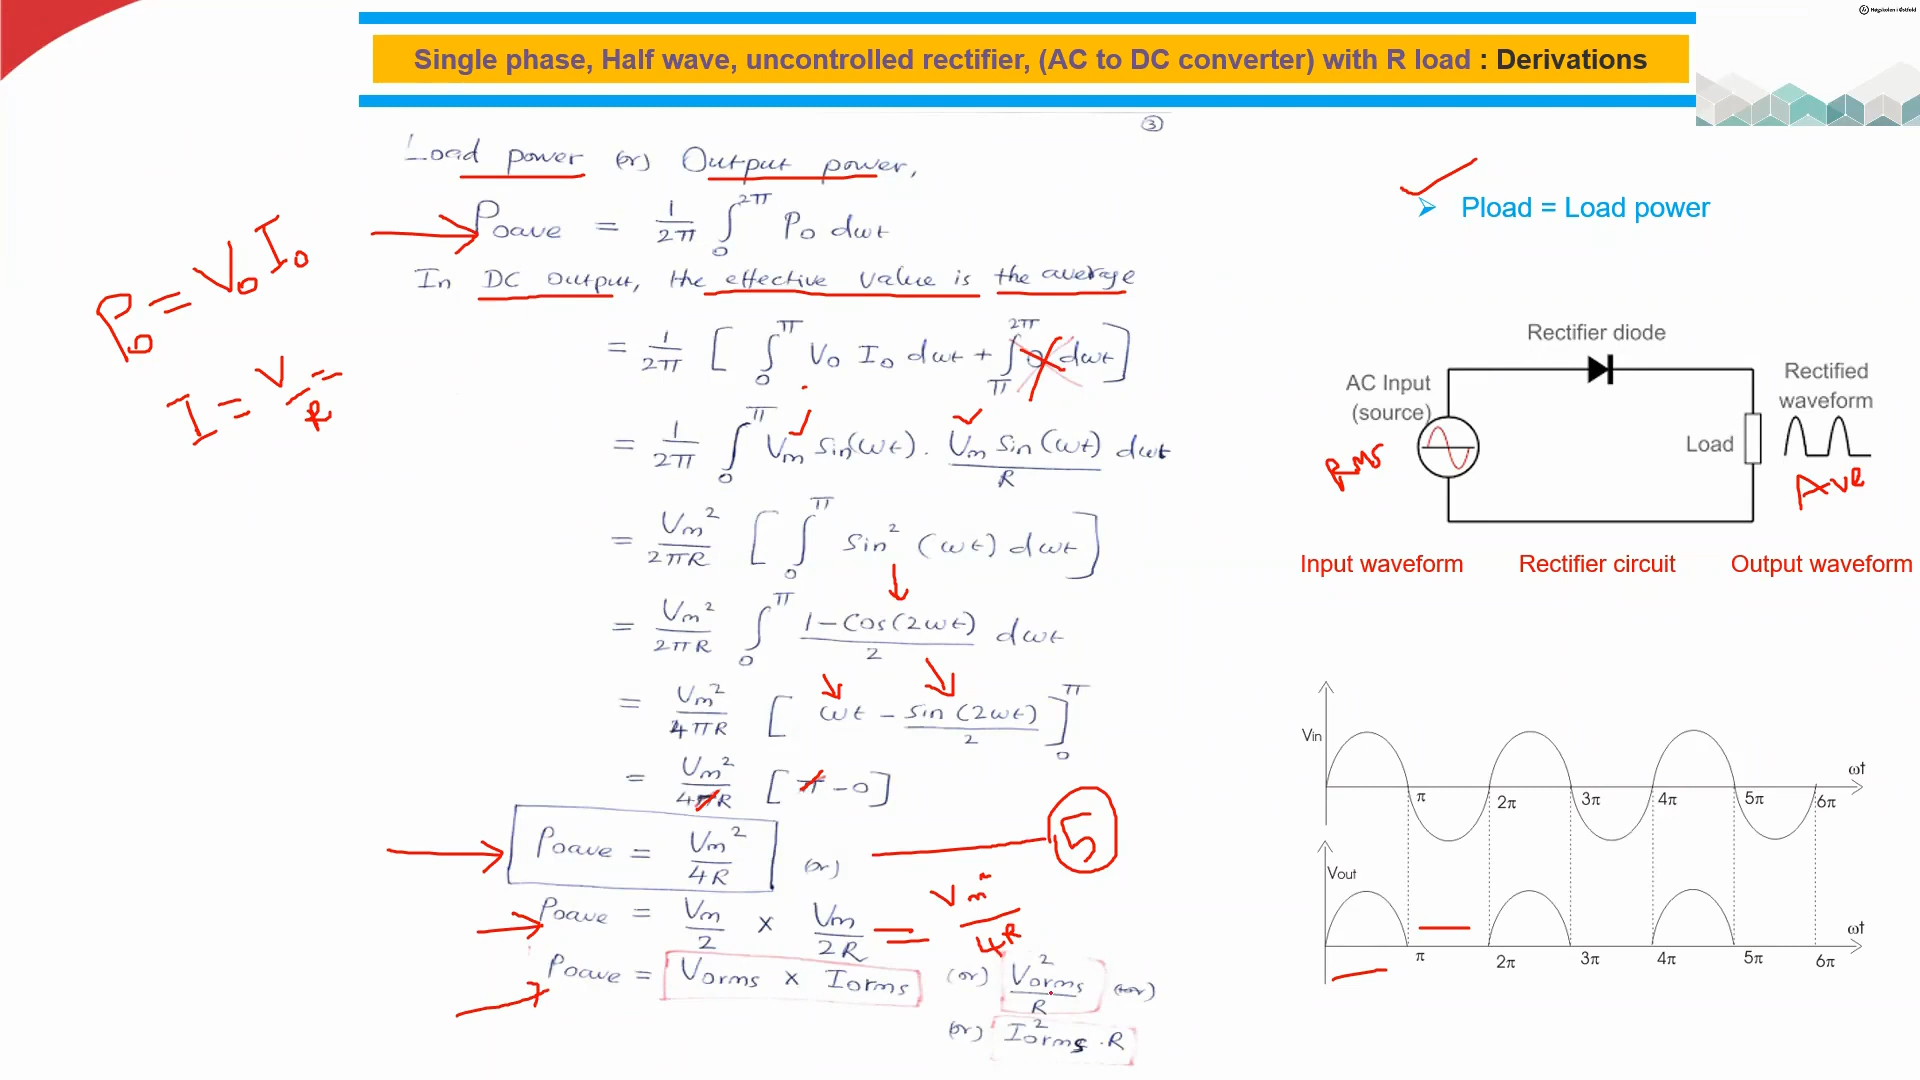 Høgskolen i Østfold
Single phase, Half wave, uncontrolled rectifier, (AC to DC converter) with R load : Derivations
3
Load power (or) Output power,
Poave = 1/2π ∫₀^2π Po dωt
In DC output, the effective value is the average
= 1/2π [ ∫₀^π Vo Io dωt + ∫π^2π 0 dωt ]
= 1/2π ∫₀^π Vm sin(ωt) . Vm sin(ωt)/R dωt
= Vm²/2πR [ ∫₀^π sin² (ωt) dωt ]
= Vm²/2πR ∫₀^π 1-cos(2ωt)/2 dωt
= Vm²/4πR [ ωt - sin(2ωt)/2 ]₀^π
= Vm²/4πR [π - 0]
Poave = Vm²/4R (or)
5
Poave = Vm/2 x Vm/2R = Vm²/4R
Poave = Vorms x Iorms (or) V²orms/R (or)
(or) I²orms . R
Po = Vo Io
I = V/R
➢ Pload = Load power
Rectifier diode
AC Input
(source)
RMS
Load
Rectified
waveform
Ave
Input waveform
Rectifier circuit
Output waveform
Vin
π 2π 3π 4π 5π 6π
ωt
Vout
π 2π 3π 4π 5π 6π
ωt